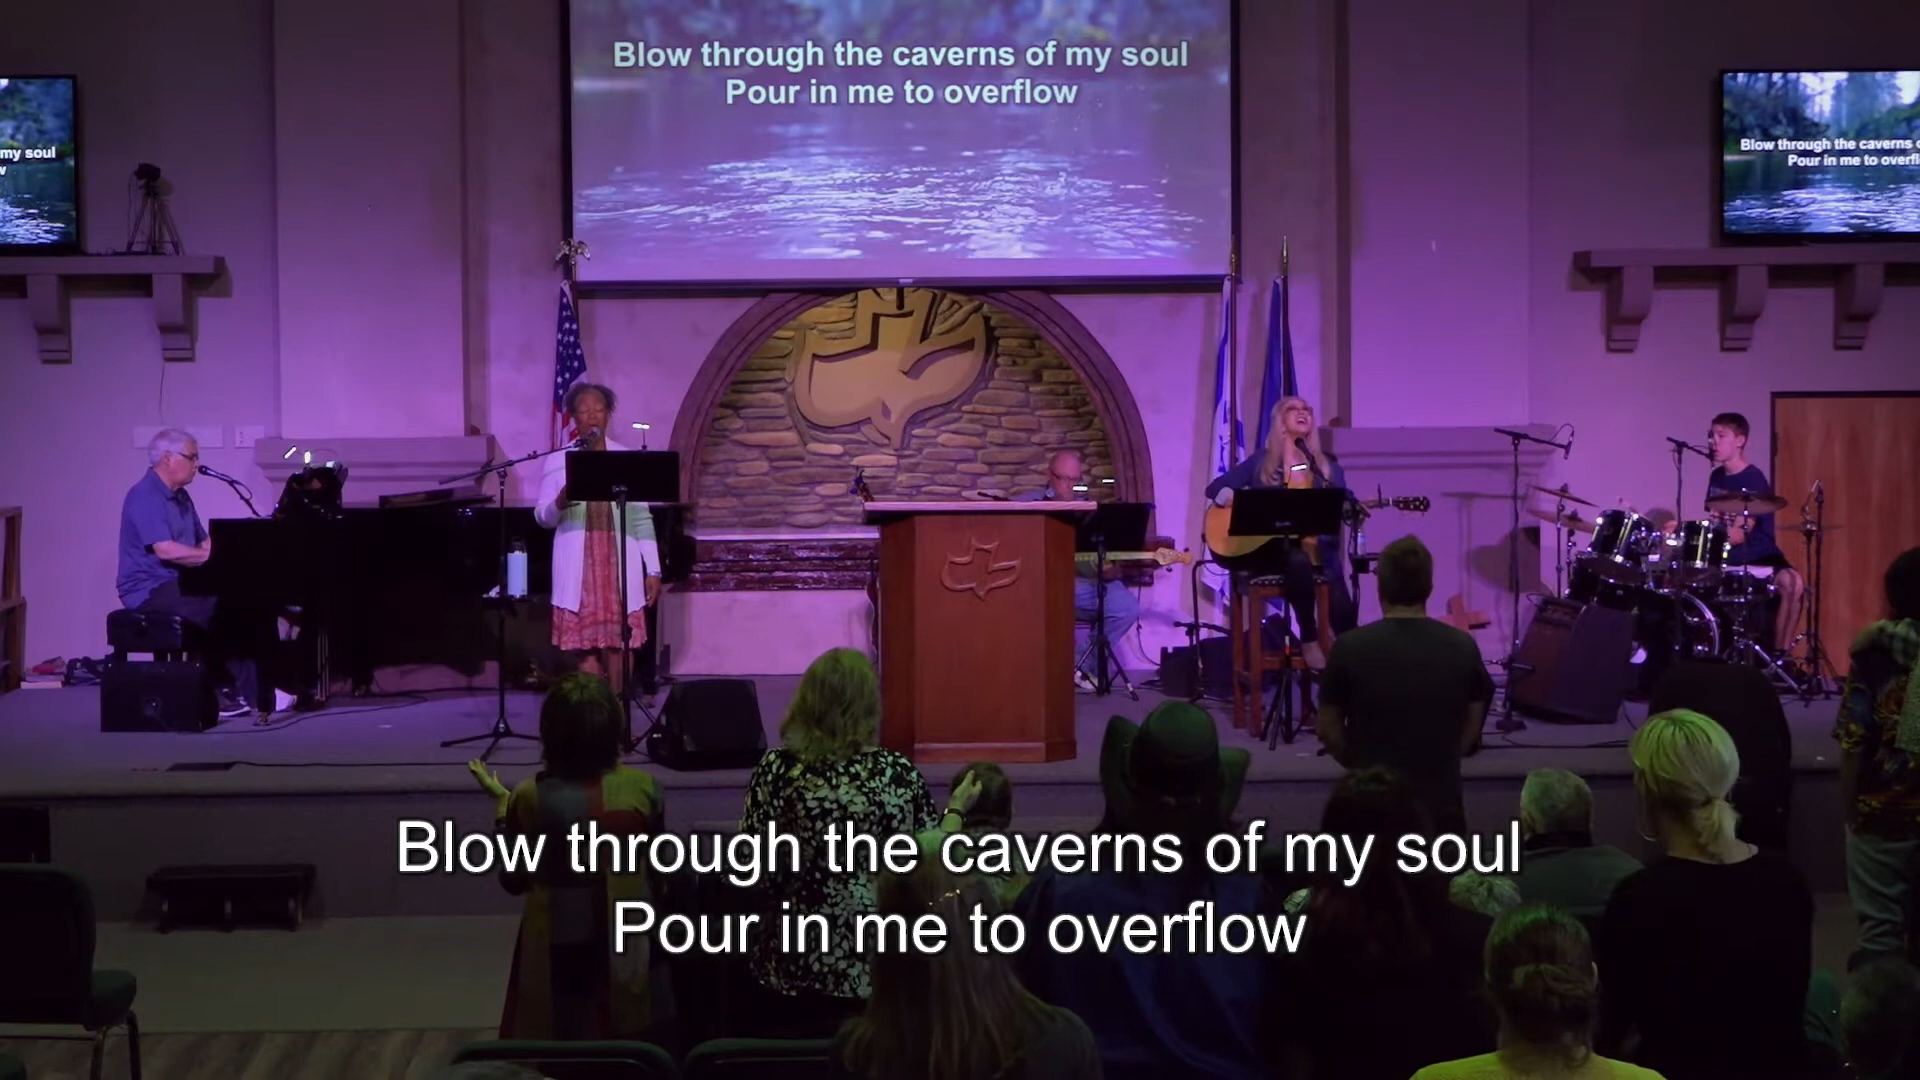 Blow through the caverns of my soul
Pour in me to overflow
my soul
Blow through the caverns
Pour in me to overfl
Blow through the caverns of my soul
Pour in me to overflow